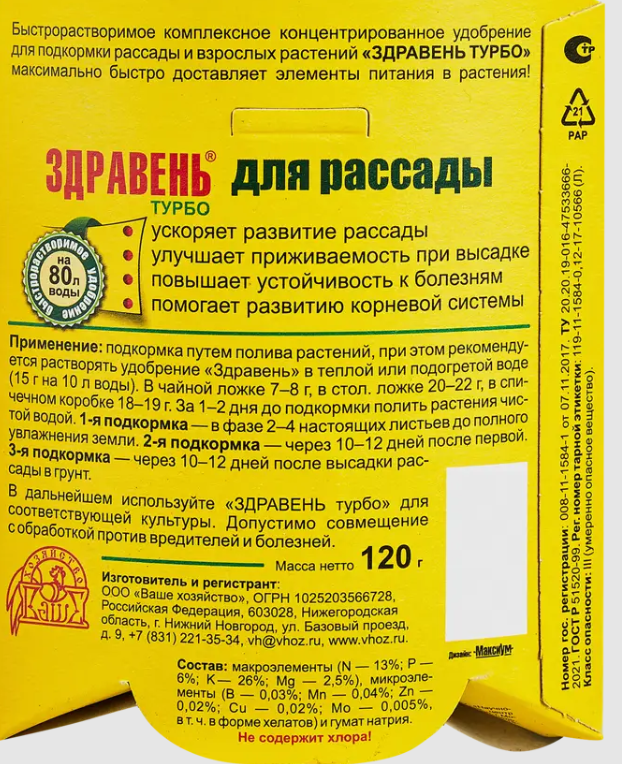 Быстрорастворимое комплексное концентрированное удобрение
для подкормки рассады и взрослых растений «ЗДРАВЕНЬ ТУРБО»
максимально быстро доставляет элементы питания в растения!
ЗДРАВЕНЬ® для рассады
ТУРБО
ускоряет развитие рассады
улучшает приживаемость при высадке
повышает устойчивость к болезням
помогает развитию корневой системы
быстрорастворимое удобрение
на
80л
воды
Применение: подкормка путем полива растений, при этом рекоменду-
ется растворять удобрение «Здравень» в теплой или подогретой воде
(15 г на 10 л воды). В чайной ложке 7–8 г, в стол. ложке 20–22 г, в спи-
чечном коробке 18–19 г. За 1–2 дня до подкормки полить растения чис-
той водой. 1-я подкормка — в фазе 2–4 настоящих листьев до полного
увлажнения земли. 2-я подкормка — через 10–12 дней после первой.
3-я подкормка — через 10–12 дней после высадки рас-
сады в грунт.
В дальнейшем используйте «ЗДРАВЕНЬ турбо» для
соответствующей культуры. Допустимо совмещение
с обработкой против вредителей и болезней.
Масса нетто 120 г
ХОЗЯЙСТВО
ВАШЕ
Изготовитель и регистрант:
ООО «Ваше хозяйство», ОГРН 1025203566728,
Российская Федерация, 603028, Нижегородская
область, г. Нижний Новгород, ул. Базовый проезд,
д. 9, +7 (831) 221-35-34, vh@vhoz.ru, www.vhoz.ru.
Дизайн: "Максиум"
Состав: макроэлементы (N — 13%; P —
6%; K — 26%; Mg — 2,5%), микроэле-
менты (B — 0,03%; Mn — 0,04%; Zn —
0,02%; Cu — 0,02%; Mo — 0,005%,
в т. ч. в форме хелатов) и гумат натрия.
Не содержит хлора!
СТР
21
PAP
Номер гос. регистрации: 008-11-1584-1 от 07.11.2017. ТУ 20.20.19-016-47533666-
2021. ГОСТ Р 51520-99. Рег. номер тарной этикетки: 119-11-1584-0,12-17-10566 (Л).
Класс опасности: III (умеренно опасное вещество).